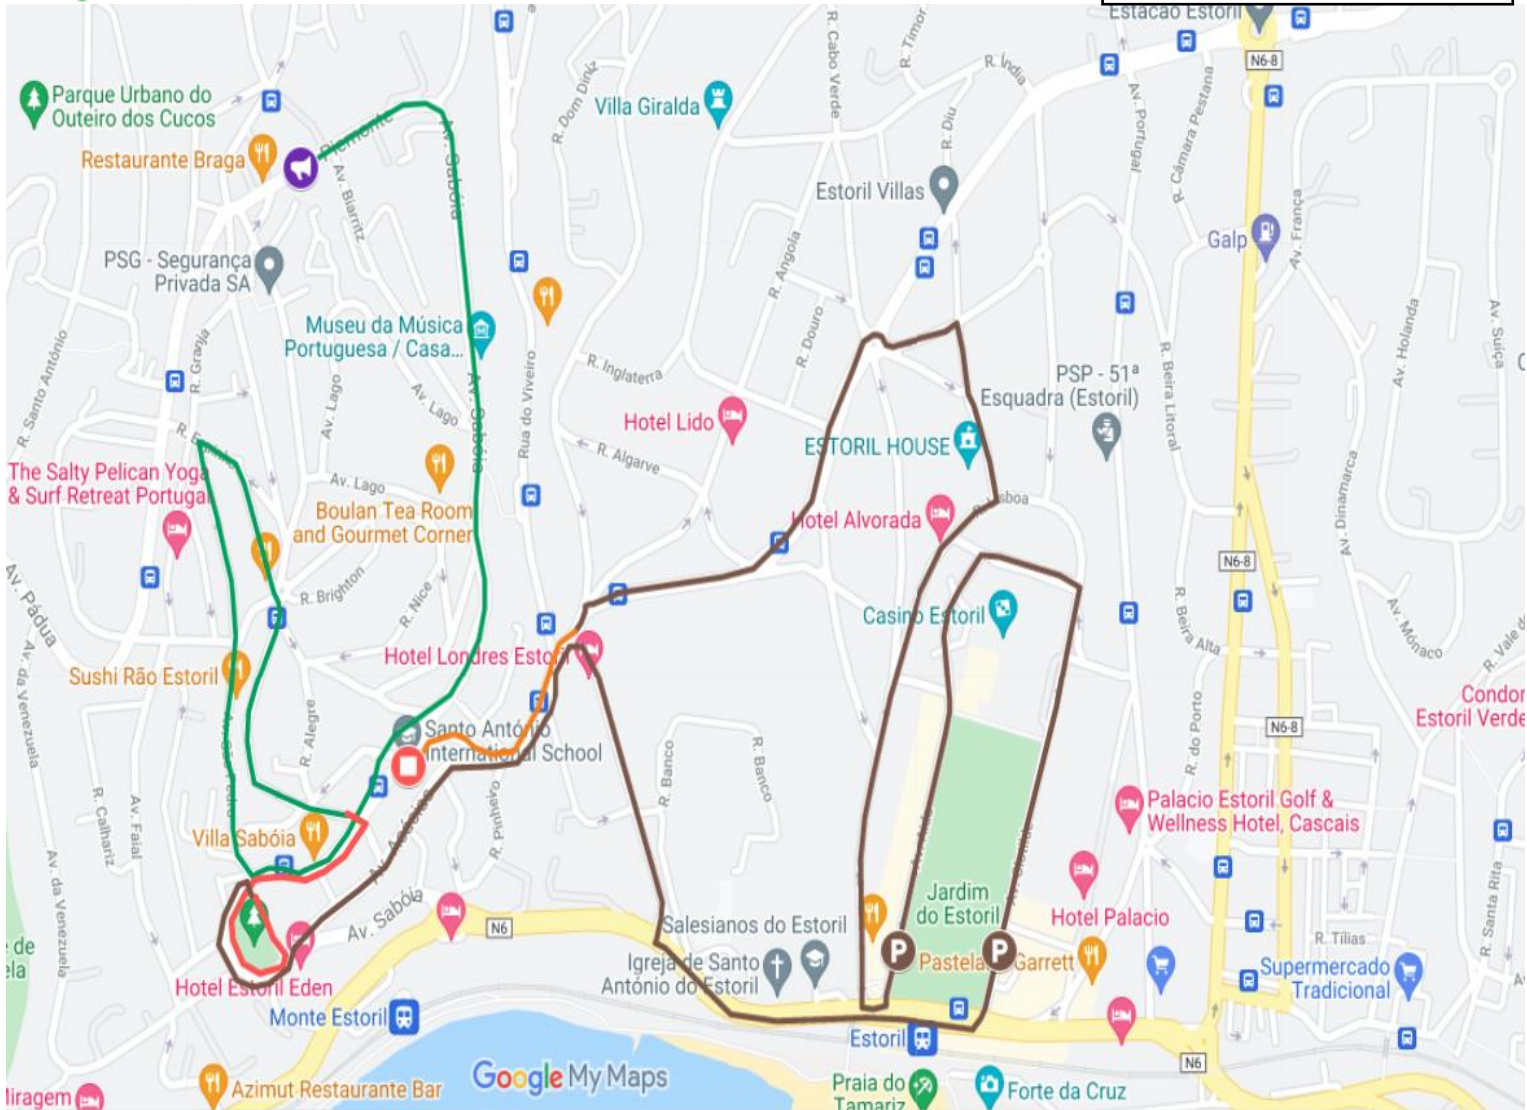 Estacao Estoril
N6-8
R. Cabo Verde
R. Timor
R. Índia
R. Dom Diniz
Parque Urbano do
Outeiro dos Cucos
Villa Giralda
Av. Portugal
R. Câmara Pestana
R. Diu
Piemonte
Av. Sabóia
Restaurante Braga
Av. Biarritz
Estoril Villas
Av. França
Galp
PSG - Segurança
Privada SA
R. Angola
Museu da Música
Portuguesa / Casa...
R. Douro
R. Granja
Av. Holanda
Av. Suíça
R. Santo António
Rua do Viveiro
R. Inglaterra
PSP - 51ª
Esquadra (Estoril)
R. Beira Litoral
Av. Lago
Av. Lago
Av. Sabóia
Hotel Lido
ESTORIL HOUSE
R. Algarve
The Salty Pelican Yoga
& Surf Retreat Portugal
Av. Lago
Boulan Tea Room
and Gourmet Corner
Hotel Alvorada
Av. Dinamarca
N6-8
Av. Pádua
R. Brighton
R. Nice
Casino Estoril
R. Beira Alta
Av. Mónaco
R. Vale d
Av. da Venezuela
Hotel Londres Estoril
Sushi Rão Estoril
Condor
Estoril Verde
R. Alegre
Santo António
International School
R. Banco
R. Banco
R. do Porto
N6-8
R. Calhariz
Av. Faial
Villa Sabóia
Av. Acácias
R. Pinheiro
Palacio Estoril Golf &
Wellness Hotel, Cascais
Av. da Venezuela
Av. Sabóia
N6
Salesianos do Estoril
Jardim
do Estoril
Hotel Palacio
R. Santa Rita
R. Tílias
e de
ela
Igreja de Santo
António do Estoril
P
P
Garrett
Supermercado
Tradicional
Hotel Estoril Eden
Monte Estoril
Estoril
N6
Google My Maps
Azimut Restaurante Bar
Miragem
Praia do
Tamariz
Forte da Cruz